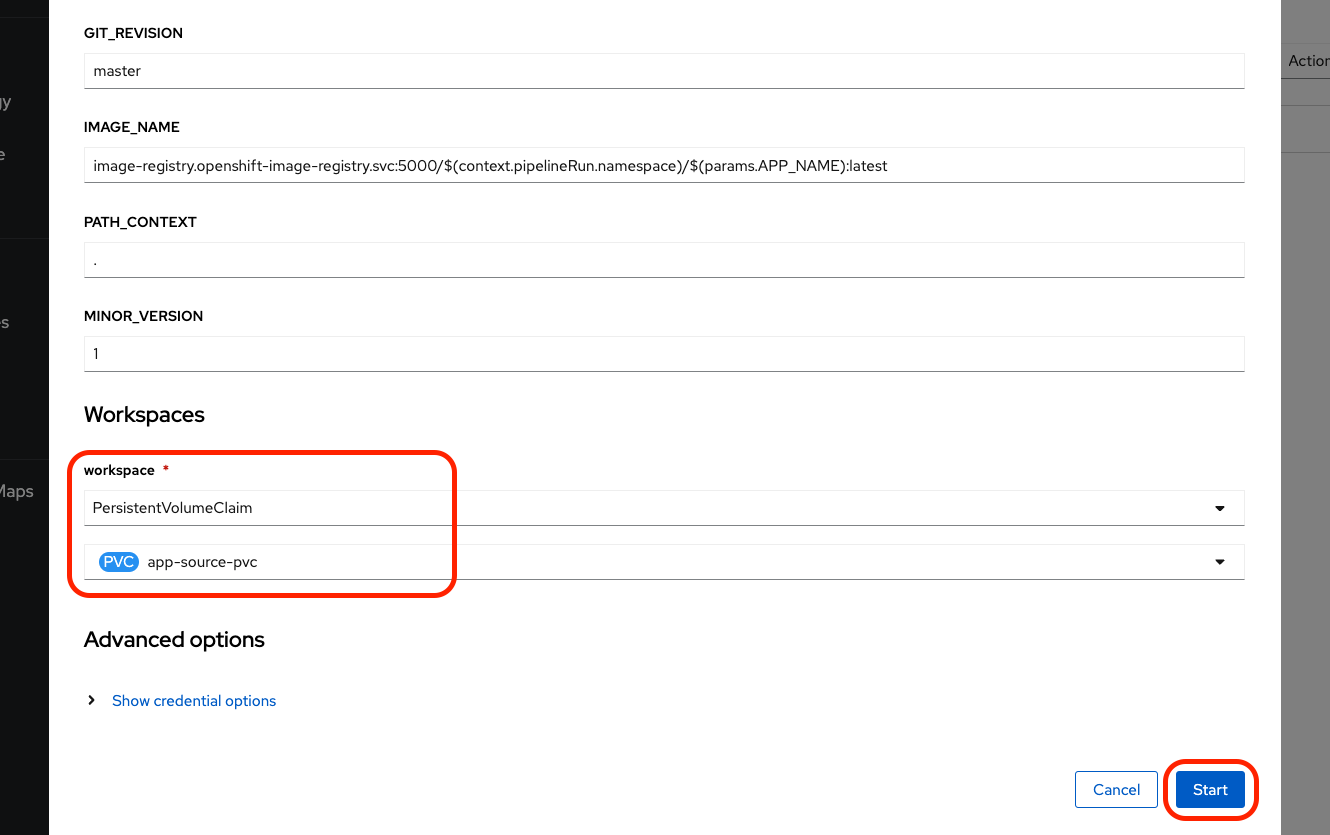 GIT_REVISION
master
Action
IMAGE_NAME
image-registry.openshift-image-registry.svc:5000/$(context.pipelineRun.namespace)/$(params.APP_NAME):latest
PATH_CONTEXT
.
MINOR_VERSION
1
Workspaces
workspace *
PersistentVolumeClaim
Maps
PVC app-source-pvc
Advanced options
Show credential options
Cancel Start